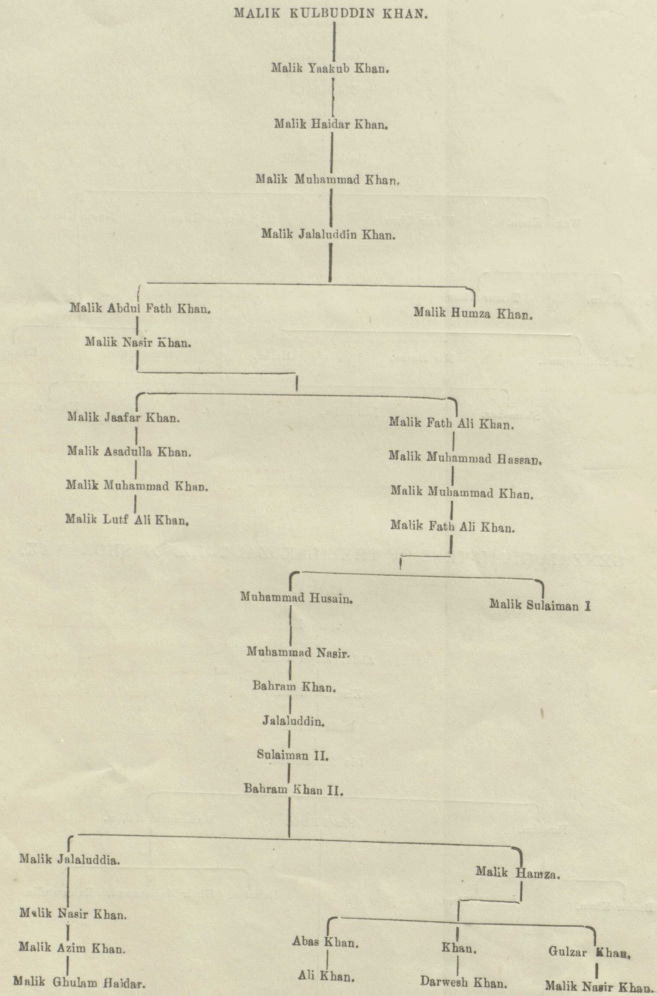 MALIK KULBUDDIN KHAN.
Malik Yaakub Khan.
Malik Haidar Khan.
Malik Muhammad Khan.
Malik Jalaluddin Khan.
Malik Abdul Fath Khan.
Malik Humza Khan.
Malik Nasir Khan.
Malik Jaafar Khan.
Malik Fath Ali Khan.
Malik Asadulla Khan.
Malik Muhammad Hassan.
Malik Muhammad Khan.
Malik Muhammad Khan.
Malik Lutf Ali Khan.
Malik Fath Ali Khan.
Muhammad Husain.
Malik Sulaiman I
Muhammad Nasir.
Bahram Khan.
Jalaluddin.
Sulaiman II.
Bahram Khan II.
Malik Jalaluddia.
Malik Hamza.
Malik Nasir Khan.
Abas Khan.
Khan.
Gulzar Khan.
Malik Azim Khan.
Ali Khan.
Darwesh Khan.
Malik Nasir Khan.
Malik Ghulam Haidar.